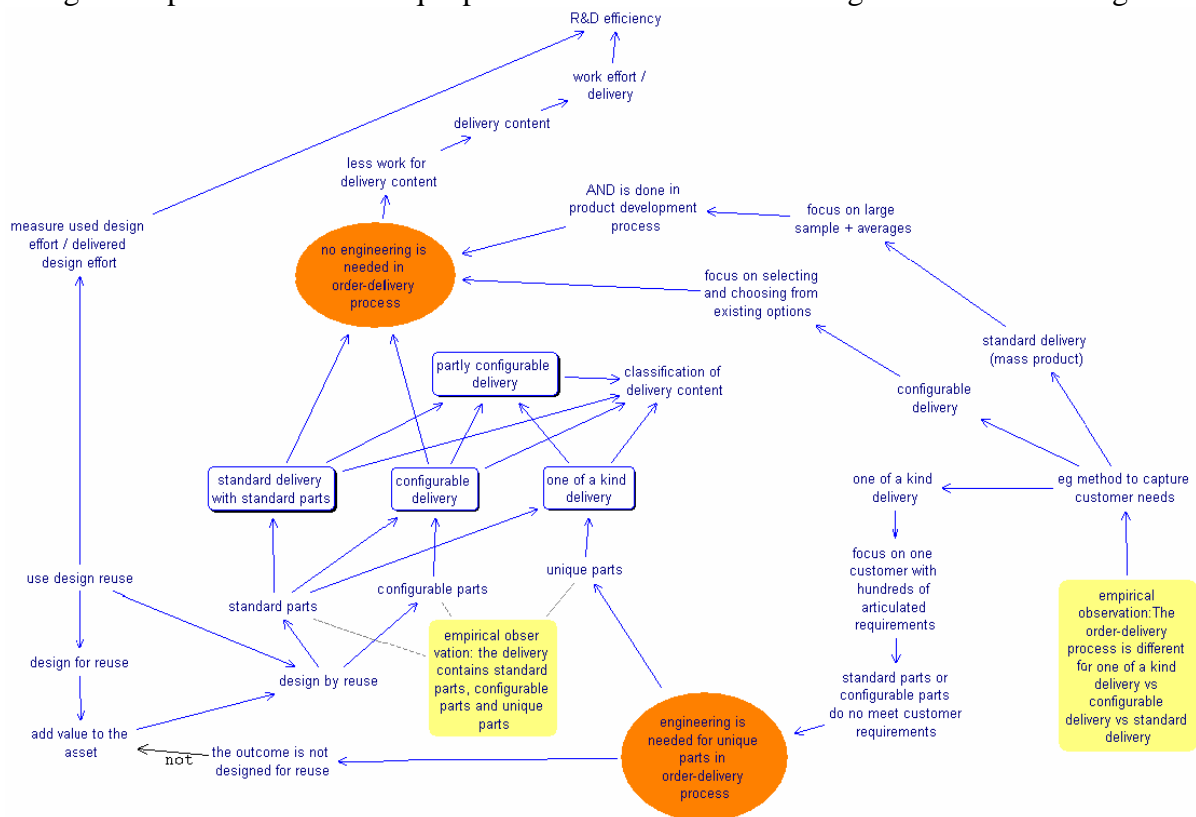 R&D efficiency
work effort /
delivery
delivery content
less work for
delivery content
AND is done in
product development
process
focus on large
sample + averages
measure used design
effort / delivered
design effort
no engineering is
needed in
order-delivery
process
focus on selecting
and choosing from
existing options
standard delivery
(mass product)
partly configurable
delivery
classification of
delivery content
configurable
delivery
standard delivery
with standard parts
configurable
delivery
one of a kind
delivery
one of a kind
delivery
eg method to capture
customer needs
use design reuse
standard parts
configurable parts
unique parts
focus on one
customer with
hundreds of
articulated
requirements
empirical
observation:The
order-delivery
process is different
for one of a kind
delivery vs
configurable
delivery vs standard
delivery
empirical obser
vation: the delivery
contains standard
parts, configurable
parts and unique
parts
design for reuse
design by reuse
standard parts or
configurable parts
do no meet customer
requirements
add value to the
asset
not
the outcome is not
designed for reuse
engineering is
needed for unique
parts in
order-delivery
process